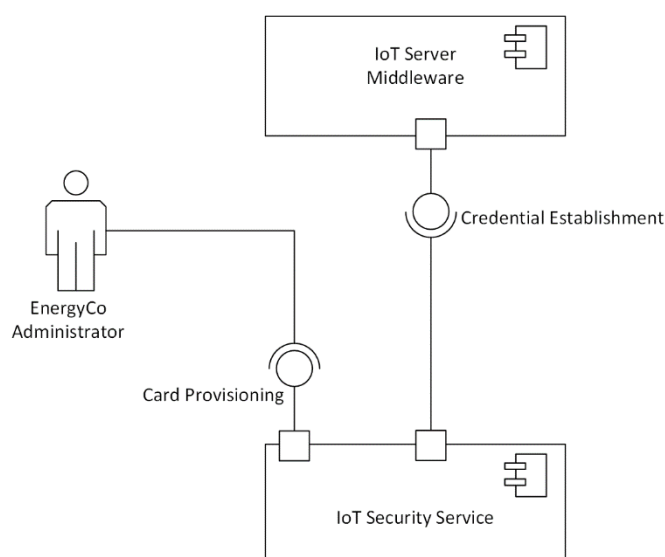 IoT Server
Middleware
Credential Establishment
EnergyCo
Administrator
Card Provisioning
IoT Security Service